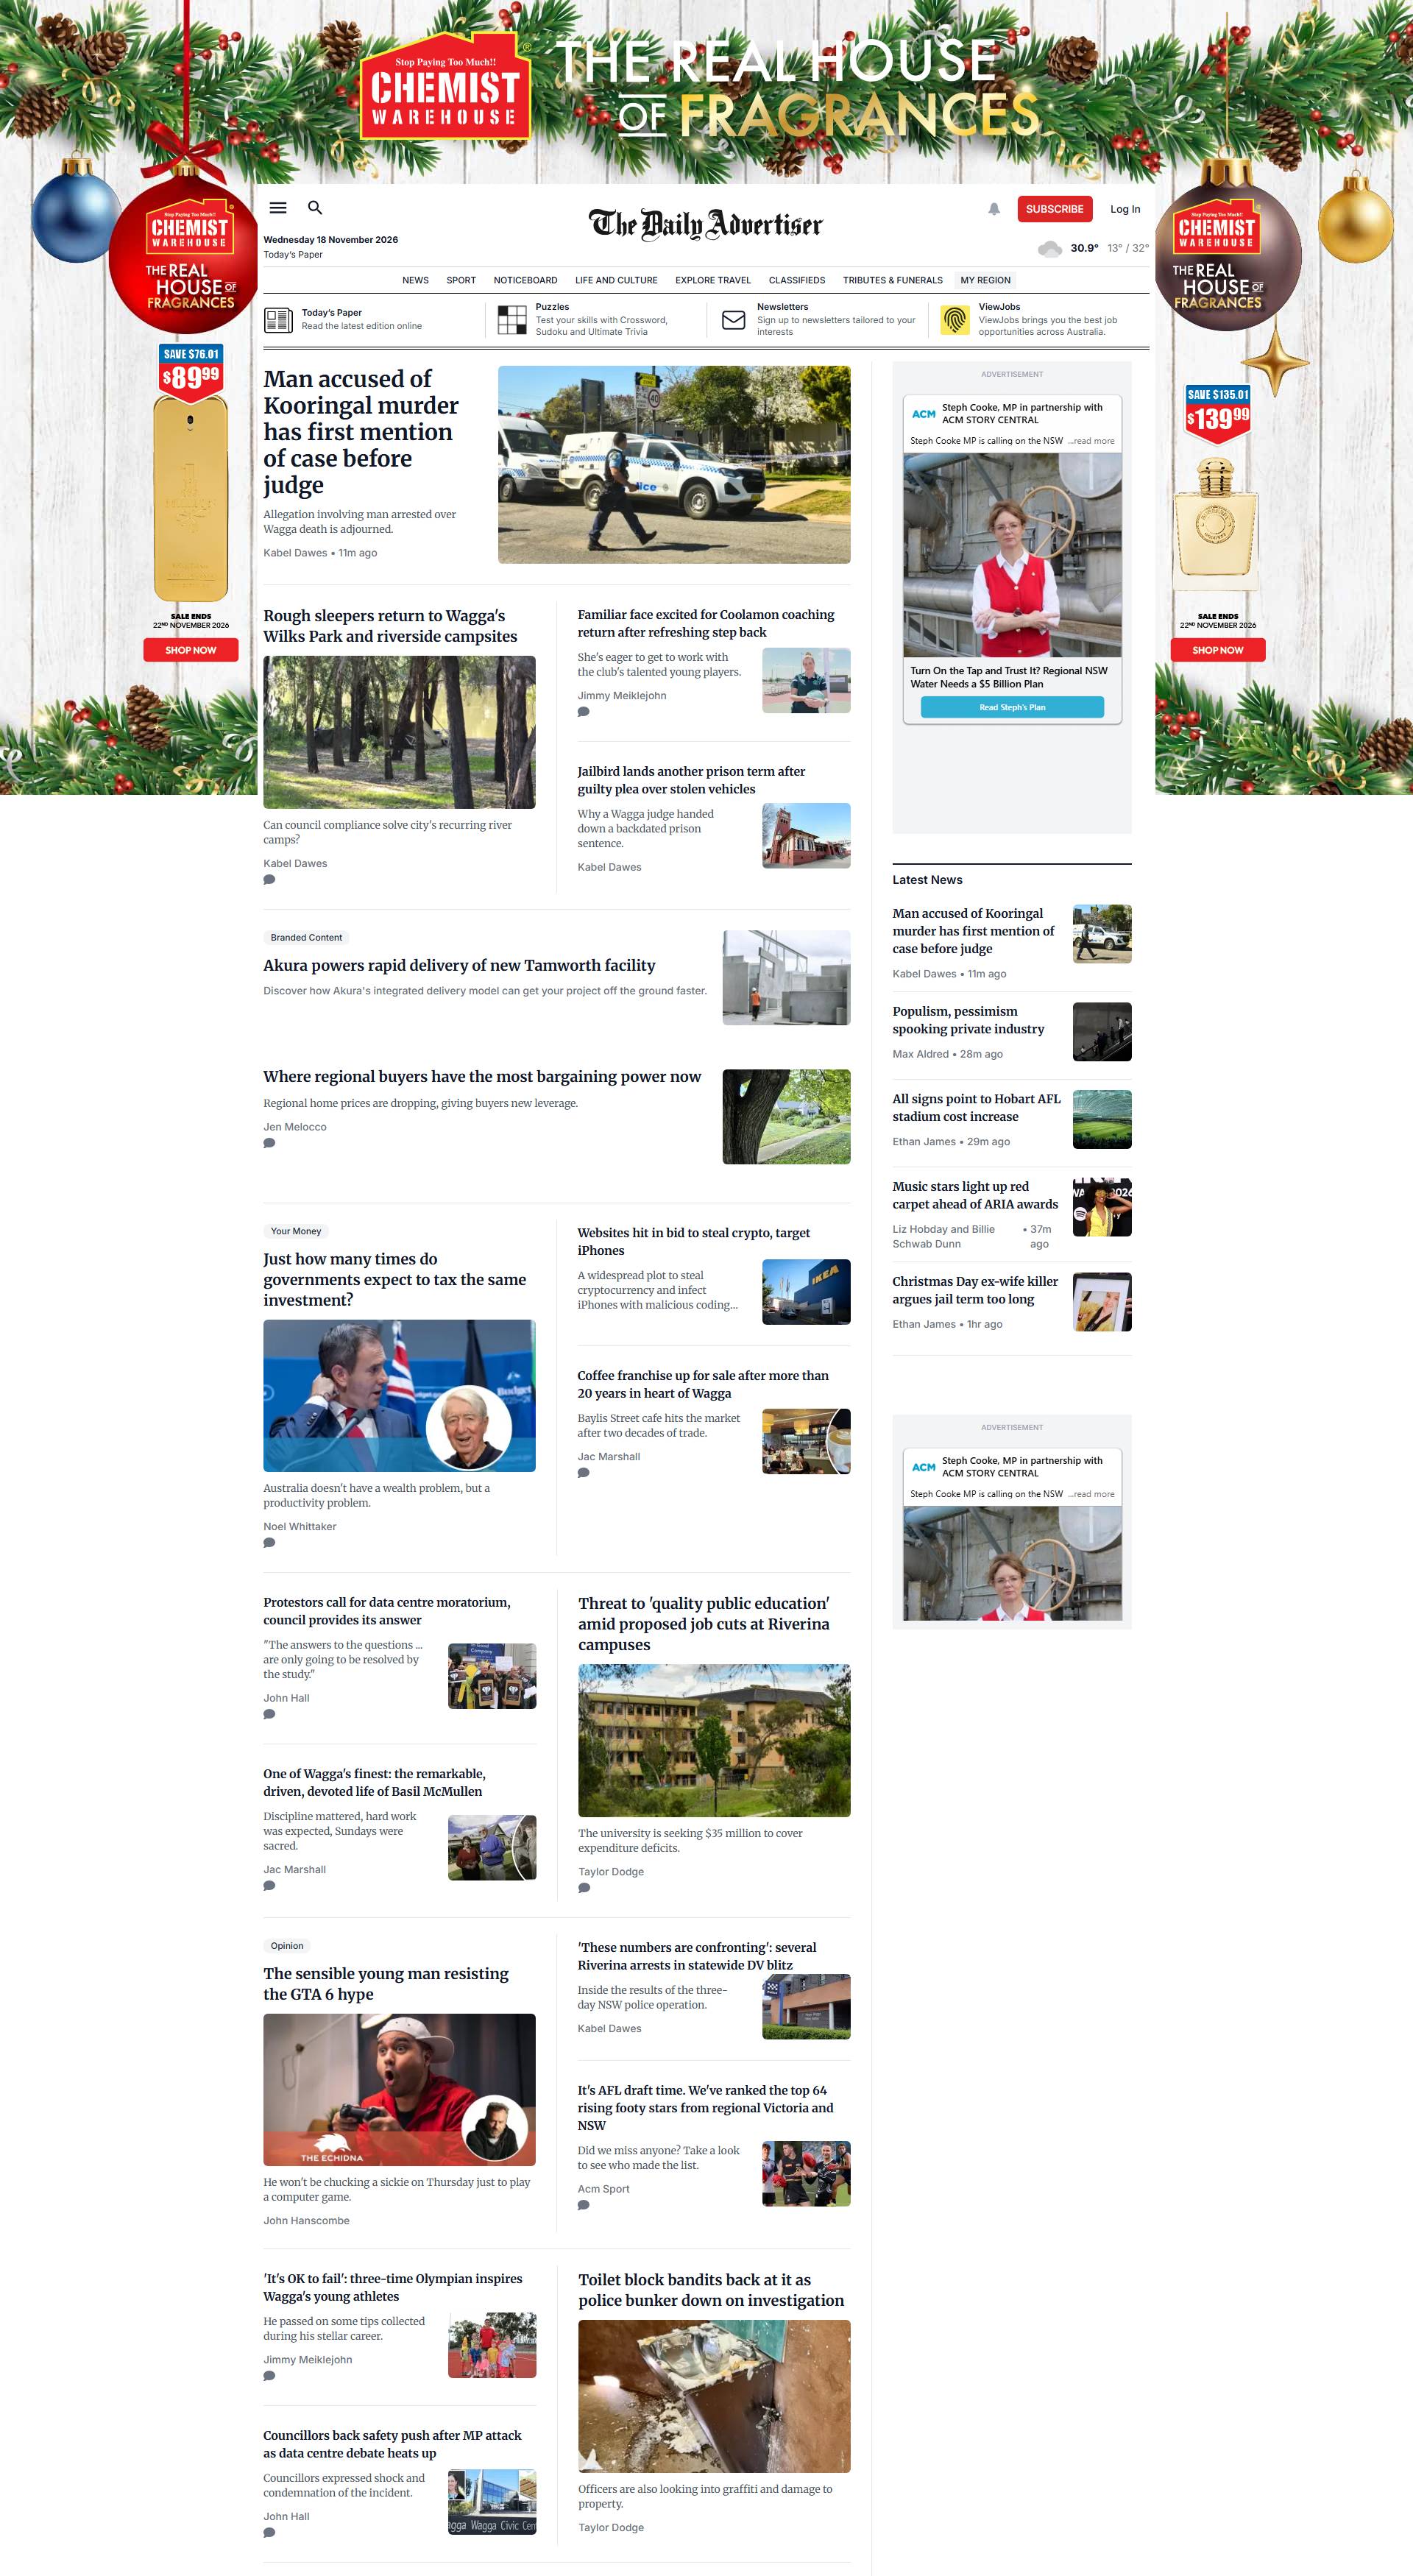 Stop Paying Too Much!!
CHEMIST
WAREHOUSE
THE REAL HOUSE
OF FRAGRANCES
Stop Paying Too Much!!
CHEMIST
WAREHOUSE
THE REAL
HOUSE OF
FRAGRANCES
SAVE $76.01
$8999
SALE ENDS
22ND NOVEMBER 2026
SHOP NOW
Stop Paying Too Much!!
CHEMIST
WAREHOUSE
THE REAL
HOUSE OF
FRAGRANCES
SAVE $135.01
$13999
SALE ENDS
22ND NOVEMBER 2026
SHOP NOW
The Daily Advertiser
SUBSCRIBE
Log In
Wednesday 18 November 2026
Today's Paper
30.9° 13° / 32°
NEWS SPORT NOTICEBOARD LIFE AND CULTURE EXPLORE TRAVEL CLASSIFIEDS TRIBUTES & FUNERALS MY REGION
Today's Paper
Read the latest edition online
Puzzles
Test your skills with Crossword,
Sudoku and Ultimate Trivia
Newsletters
Sign up to newsletters tailored to your
interests
ViewJobs
ViewJobs brings you the best job
opportunities across Australia.
Man accused of
Kooringal murder
has first mention
of case before
judge
Allegation involving man arrested over
Wagga death is adjourned.
Kabel Dawes • 11m ago
40
Rough sleepers return to Wagga's
Wilks Park and riverside campsites
Can council compliance solve city's recurring river
camps?
Kabel Dawes
Familiar face excited for Coolamon coaching
return after refreshing step back
She's eager to get to work with
the club's talented young players.
Jimmy Meiklejohn
Jailbird lands another prison term after
guilty plea over stolen vehicles
Why a Wagga judge handed
down a backdated prison
sentence.
Kabel Dawes
Branded Content
Akura powers rapid delivery of new Tamworth facility
Discover how Akura's integrated delivery model can get your project off the ground faster.
Where regional buyers have the most bargaining power now
Regional home prices are dropping, giving buyers new leverage.
Jen Melocco
Your Money
Just how many times do
governments expect to tax the same
investment?
Budget
Australia doesn't have a wealth problem, but a
productivity problem.
Noel Whittaker
Websites hit in bid to steal crypto, target
iPhones
A widespread plot to steal
cryptocurrency and infect
iPhones with malicious coding...
IKEA
Coffee franchise up for sale after more than
20 years in heart of Wagga
Baylis Street cafe hits the market
after two decades of trade.
Jac Marshall
Protestors call for data centre moratorium,
council provides its answer
"The answers to the questions ...
are only going to be resolved by
the study."
John Hall
One of Wagga's finest: the remarkable,
driven, devoted life of Basil McMullen
Discipline mattered, hard work
was expected, Sundays were
sacred.
Jac Marshall
Threat to 'quality public education'
amid proposed job cuts at Riverina
campuses
The university is seeking $35 million to cover
expenditure deficits.
Taylor Dodge
Opinion
The sensible young man resisting
the GTA 6 hype
THE ECHIDNA
He won't be chucking a sickie on Thursday just to play
a computer game.
John Hanscombe
'These numbers are confronting': several
Riverina arrests in statewide DV blitz
Inside the results of the three-
day NSW police operation.
Kabel Dawes
It's AFL draft time. We've ranked the top 64
rising footy stars from regional Victoria and
NSW
Did we miss anyone? Take a look
to see who made the list.
Acm Sport
'It's OK to fail': three-time Olympian inspires
Wagga's young athletes
He passed on some tips collected
during his stellar career.
Jimmy Meiklejohn
Councillors back safety push after MP attack
as data centre debate heats up
Councillors expressed shock and
condemnation of the incident.
John Hall
agga Wagga Civic Cen
Toilet block bandits back at it as
police bunker down on investigation
Officers are also looking into graffiti and damage to
property.
Taylor Dodge
ADVERTISEMENT
ACM
Steph Cooke, MP in partnership with
ACM STORY CENTRAL
Steph Cooke MP is calling on the NSW ...read more
Turn On the Tap and Trust It? Regional NSW
Water Needs a $5 Billion Plan
Read Steph's Plan
Latest News
Man accused of Kooringal
murder has first mention of
case before judge
Kabel Dawes • 11m ago
Populism, pessimism
spooking private industry
Max Aldred • 28m ago
All signs point to Hobart AFL
stadium cost increase
Ethan James • 29m ago
Music stars light up red
carpet ahead of ARIA awards
Liz Hobday and Billie
Schwab Dunn
• 37m
ago
Christmas Day ex-wife killer
argues jail term too long
Ethan James • 1hr ago
ADVERTISEMENT
ACM
Steph Cooke, MP in partnership with
ACM STORY CENTRAL
Steph Cooke MP is calling on the NSW ...read more